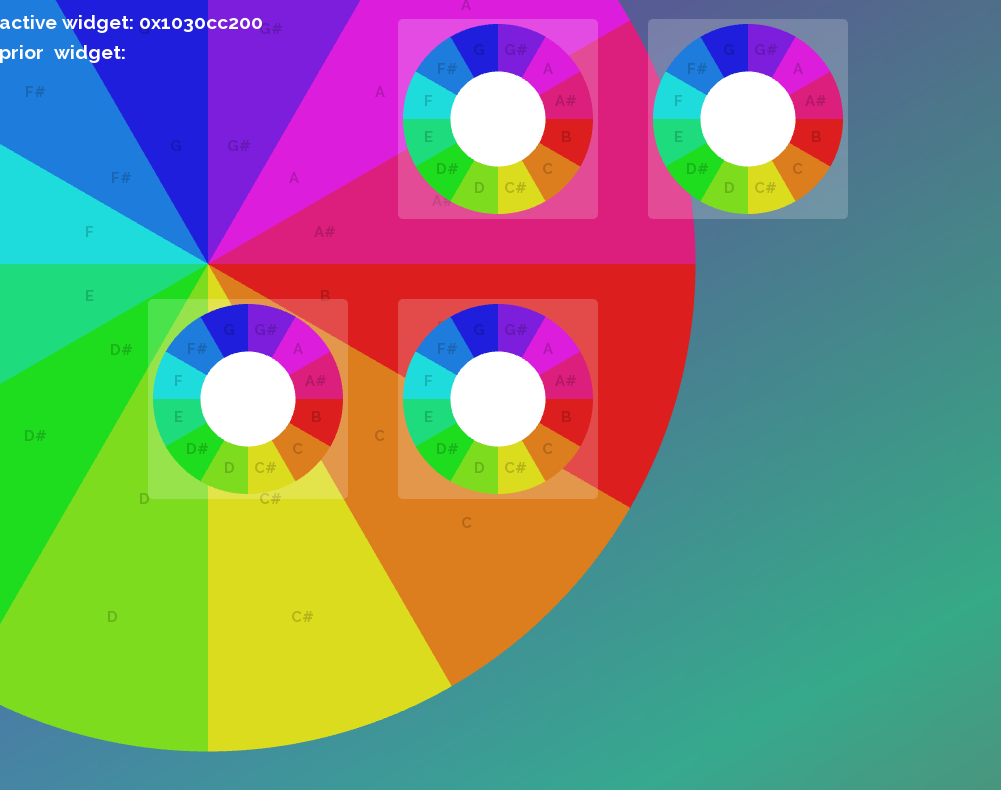 active widget: 0x1030cc200
prior widget:
A
G G#
F# A
G G#
F# A
F A#
E B
D# C
D C#
D# C
D C#
D C#
A#
G G#
F# A
F A#
E B
D# C
D C#
G G#
F# A
F A#
E B
D# C
D C#
G G#
F# A
F A#
E B
D# C
D C#
G G#
F# A
F A#
E B
D# C
D C#